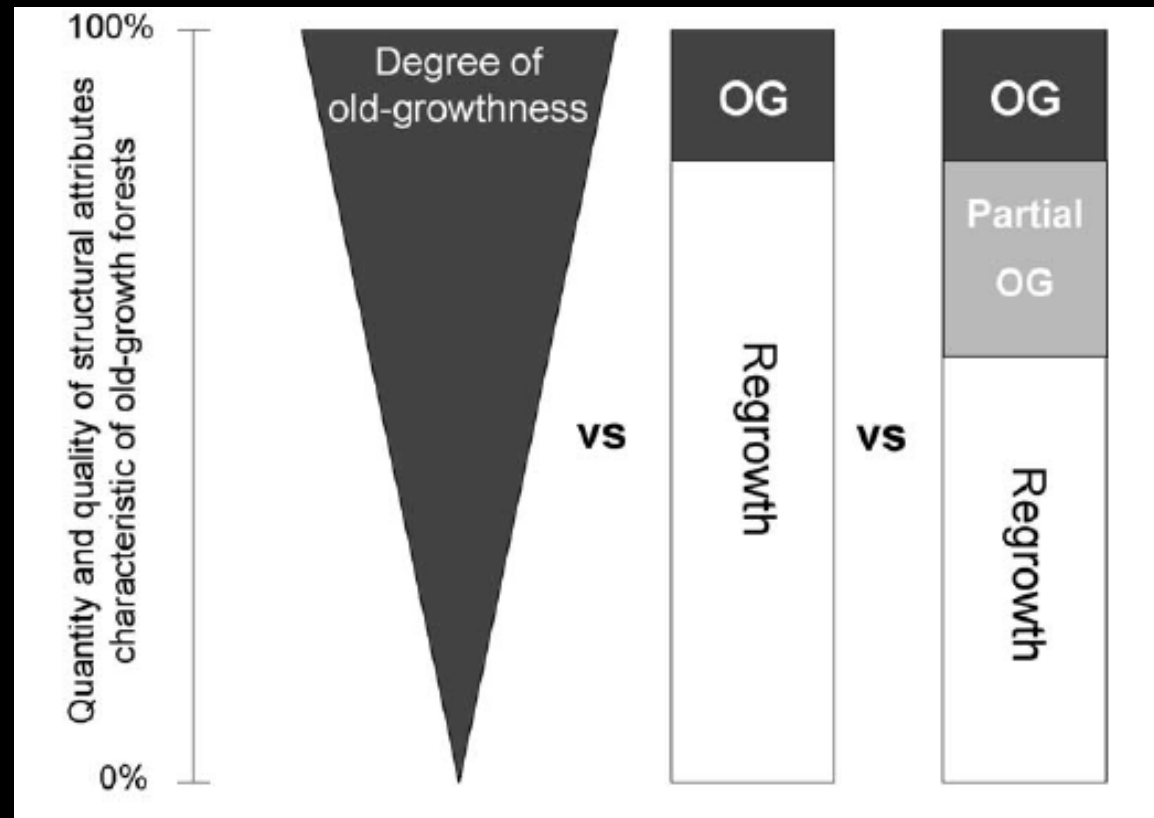 100%
Quantity and quality of structural attributes
characteristic of old-growth forests
0%
Degree of
old-growthness
vs
OG
Regrowth
vs
OG
Partial
OG
Regrowth